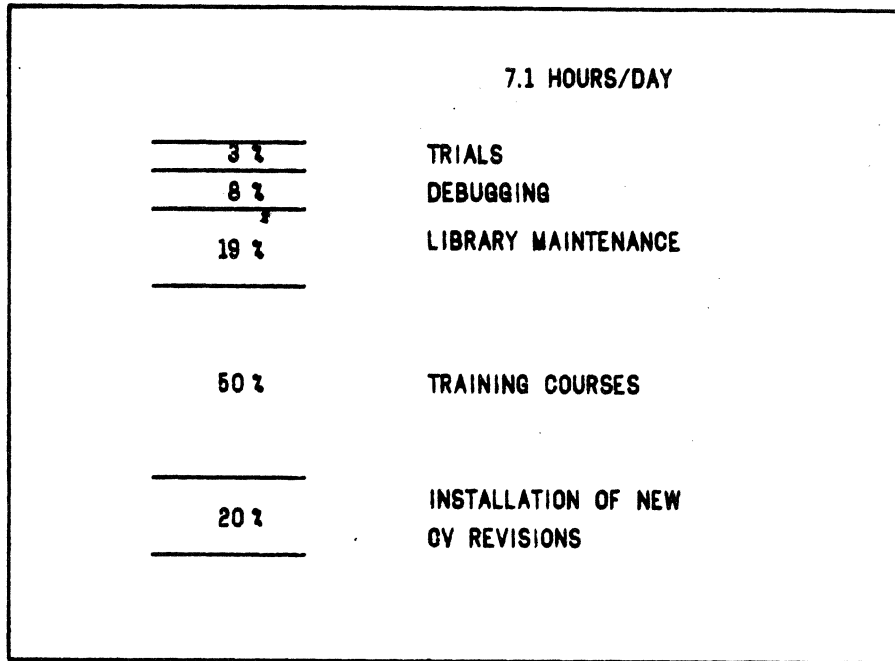 7.1 HOURS/DAY
3 % TRIALS
8 % DEBUGGING
19 % LIBRARY MAINTENANCE
50 % TRAINING COURSES
20 % INSTALLATION OF NEW
CV REVISIONS